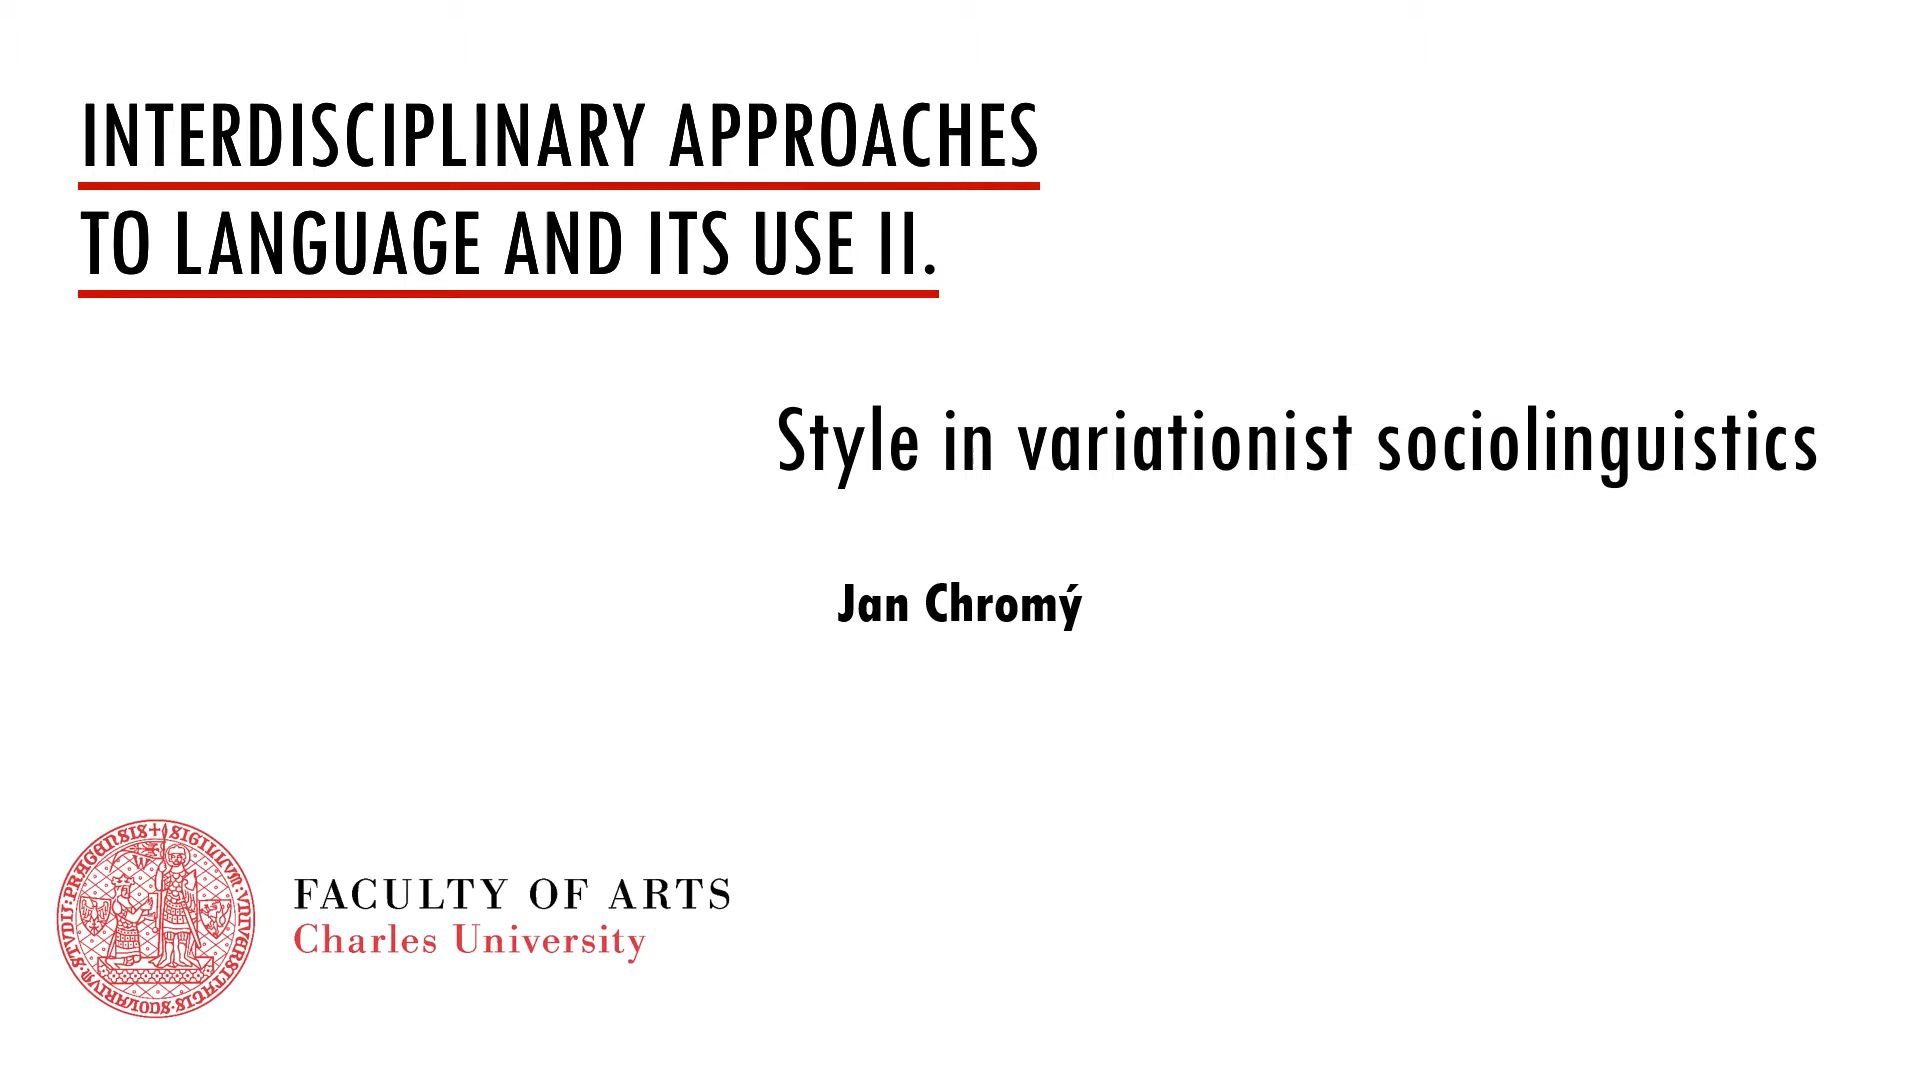 INTERDISCIPLINARY APPROACHES
TO LANGUAGE AND ITS USE II.
Style in variationist sociolinguistics
Jan Chromý
FACULTY OF ARTS
Charles University